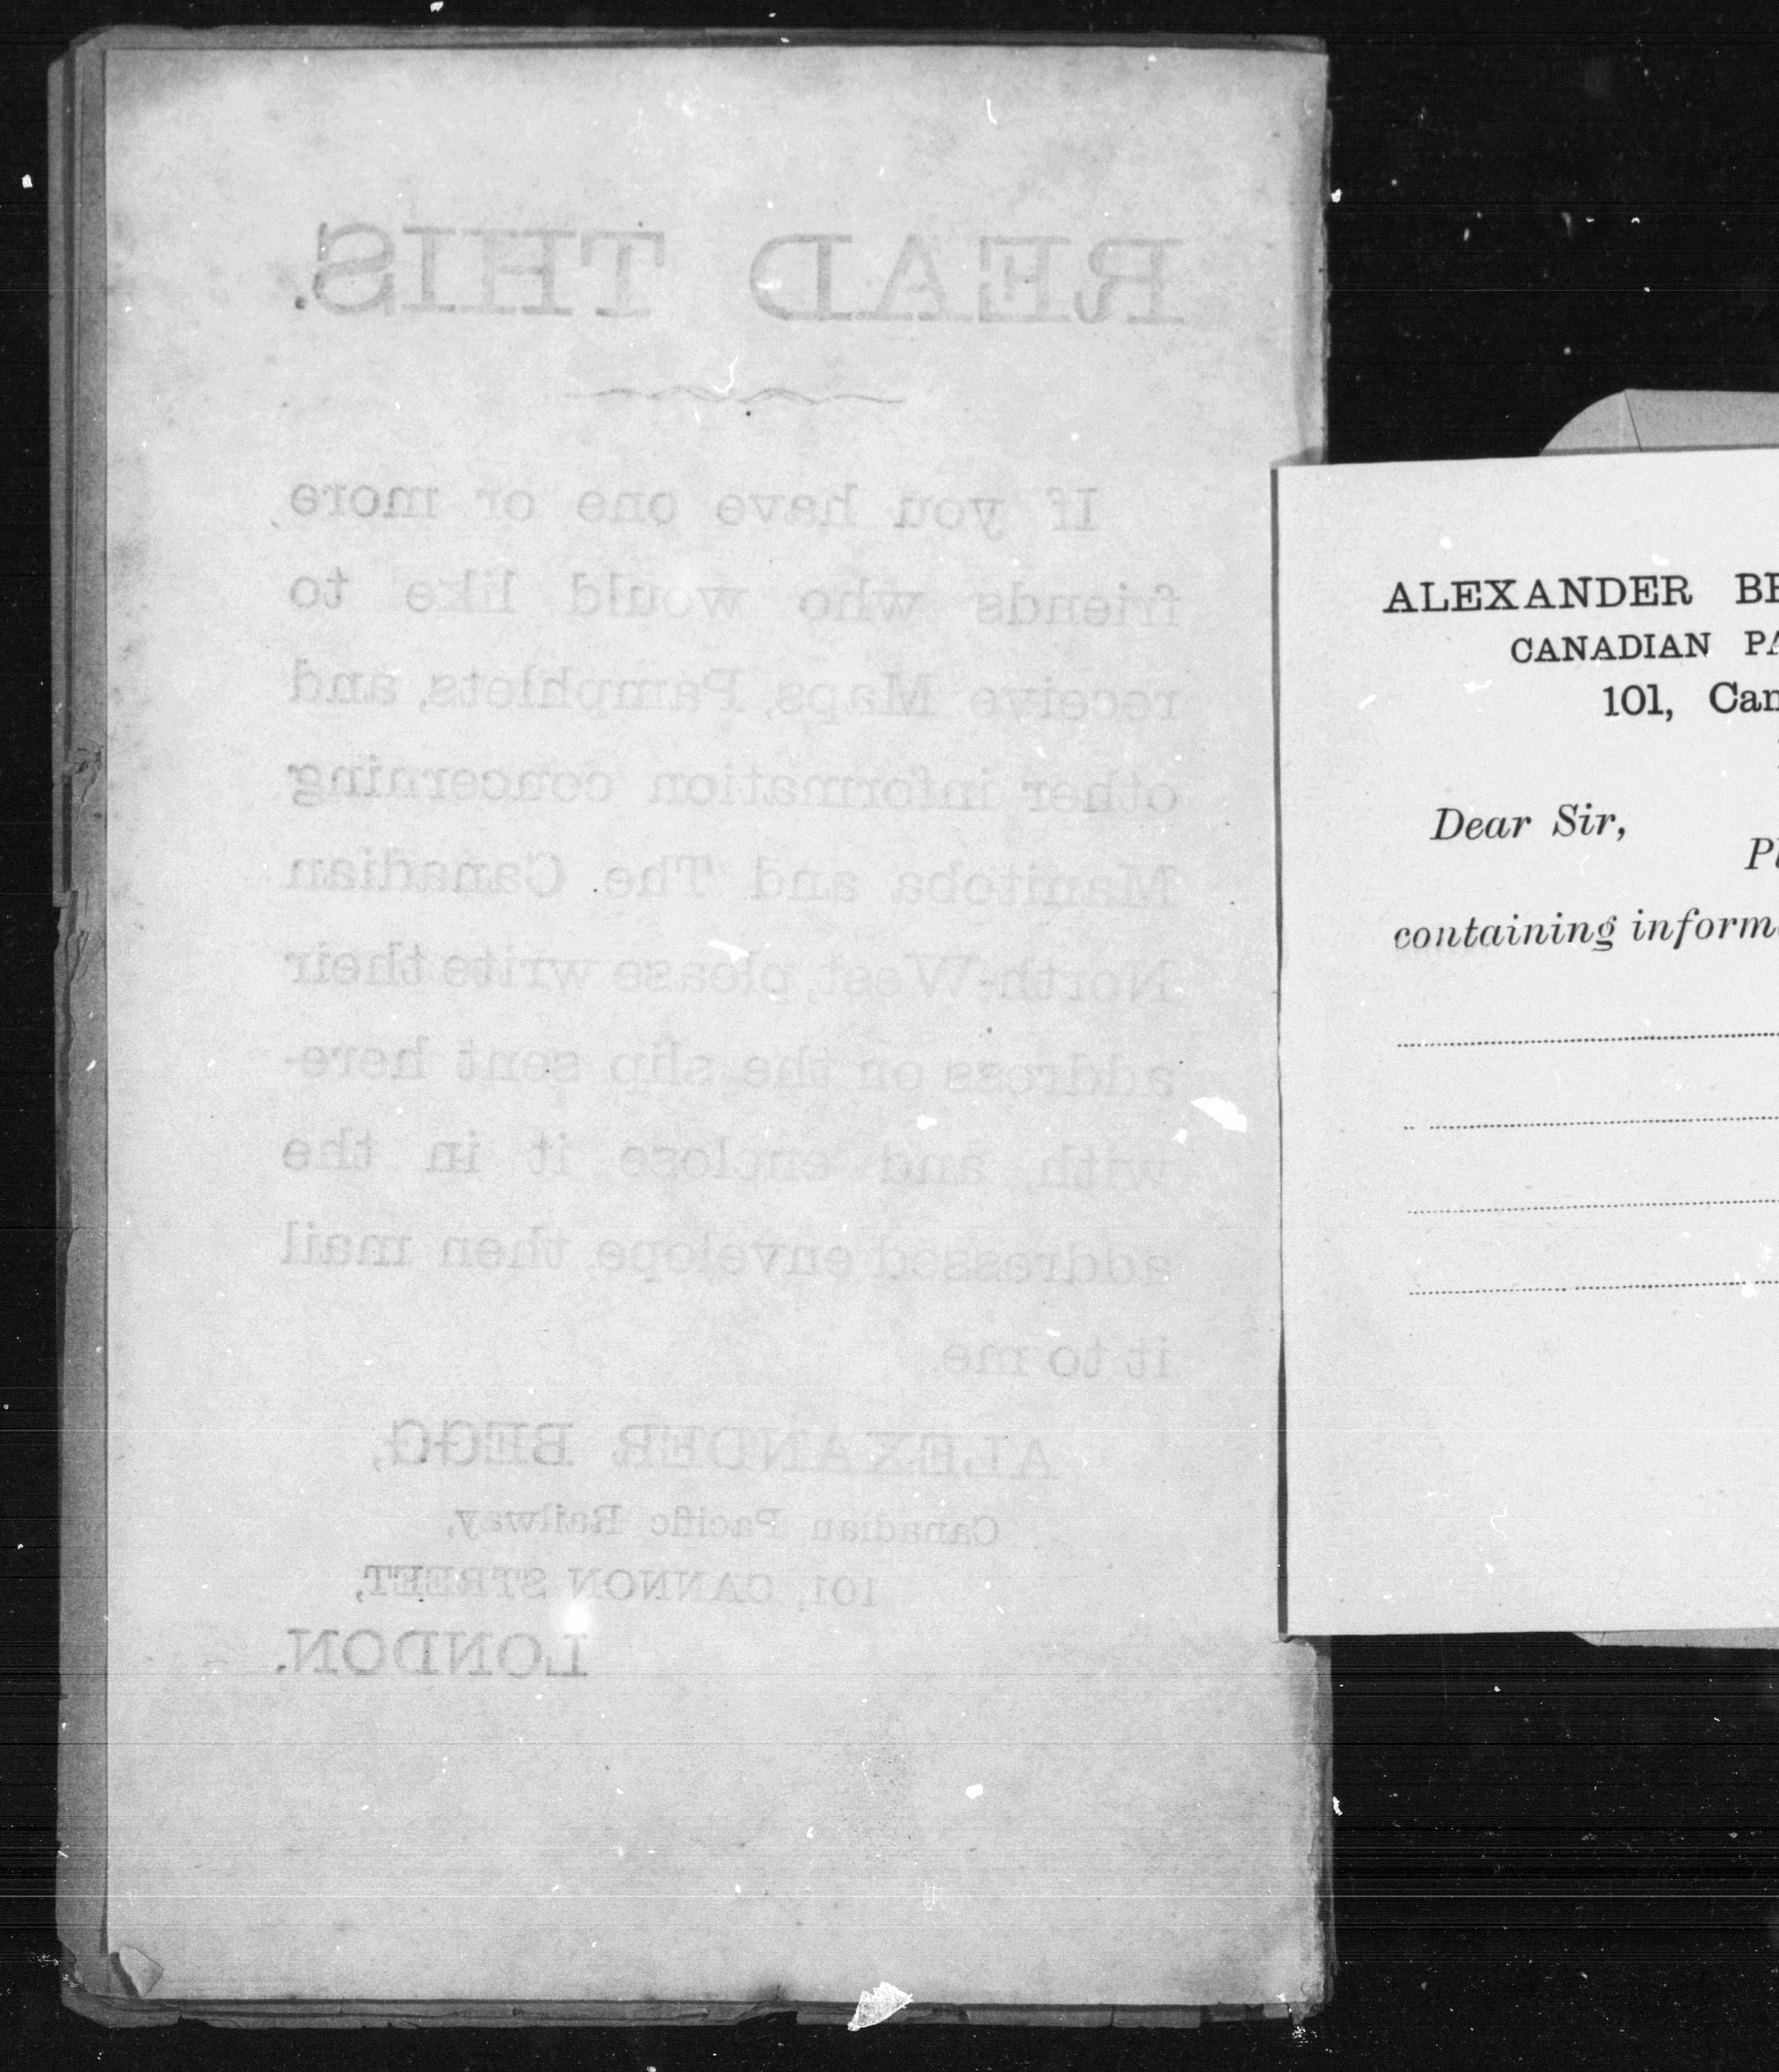 READ THIS.
If you have one or more
friends who would like to
receive Maps, Pamphlets, and
other information concerning
Manitoba and The Canadian
North-West, please write their
address on the slip sent here-
with and enclose it in the
addressed envelope, then mail
it to me.
ALEXANDER BEGG,
Canadian Pacific Railway,
101, CANNON STREET,
LONDON.
ALEXANDER BE
CANADIAN PA
101, Can
Dear Sir,
Pl
containing inform